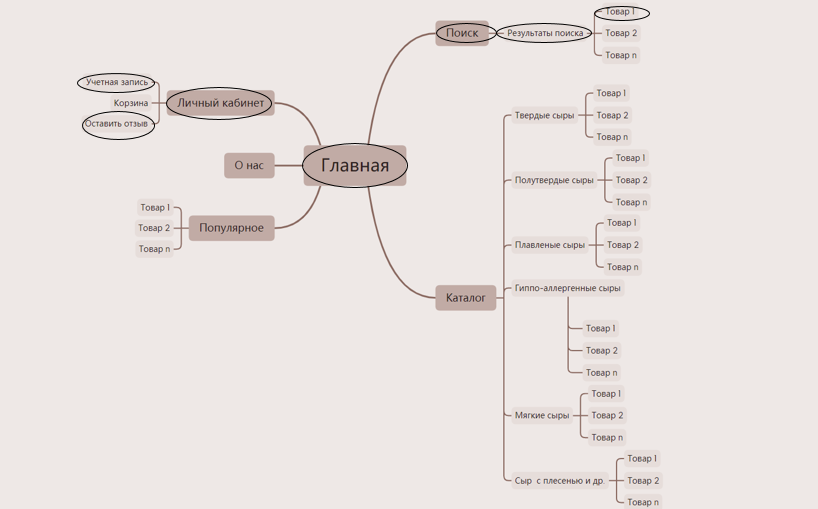 Главная
Поиск
Результаты поиска
Товар 1
Товар 2
Товар n
Каталог
Твердые сыры
Товар 1
Товар 2
Товар n
Полутвердые сыры
Товар 1
Товар 2
Товар n
Плавленые сыры
Товар 1
Товар 2
Товар n
Гиппо-аллергенные сыры
Товар 1
Товар 2
Товар n
Мягкие сыры
Товар 1
Товар 2
Товар n
Сыр с плесенью и др.
Товар 1
Товар 2
Товар n
Личный кабинет
Учетная запись
Корзина
Оставить отзыв
О нас
Популярное
Товар 1
Товар 2
Товар n